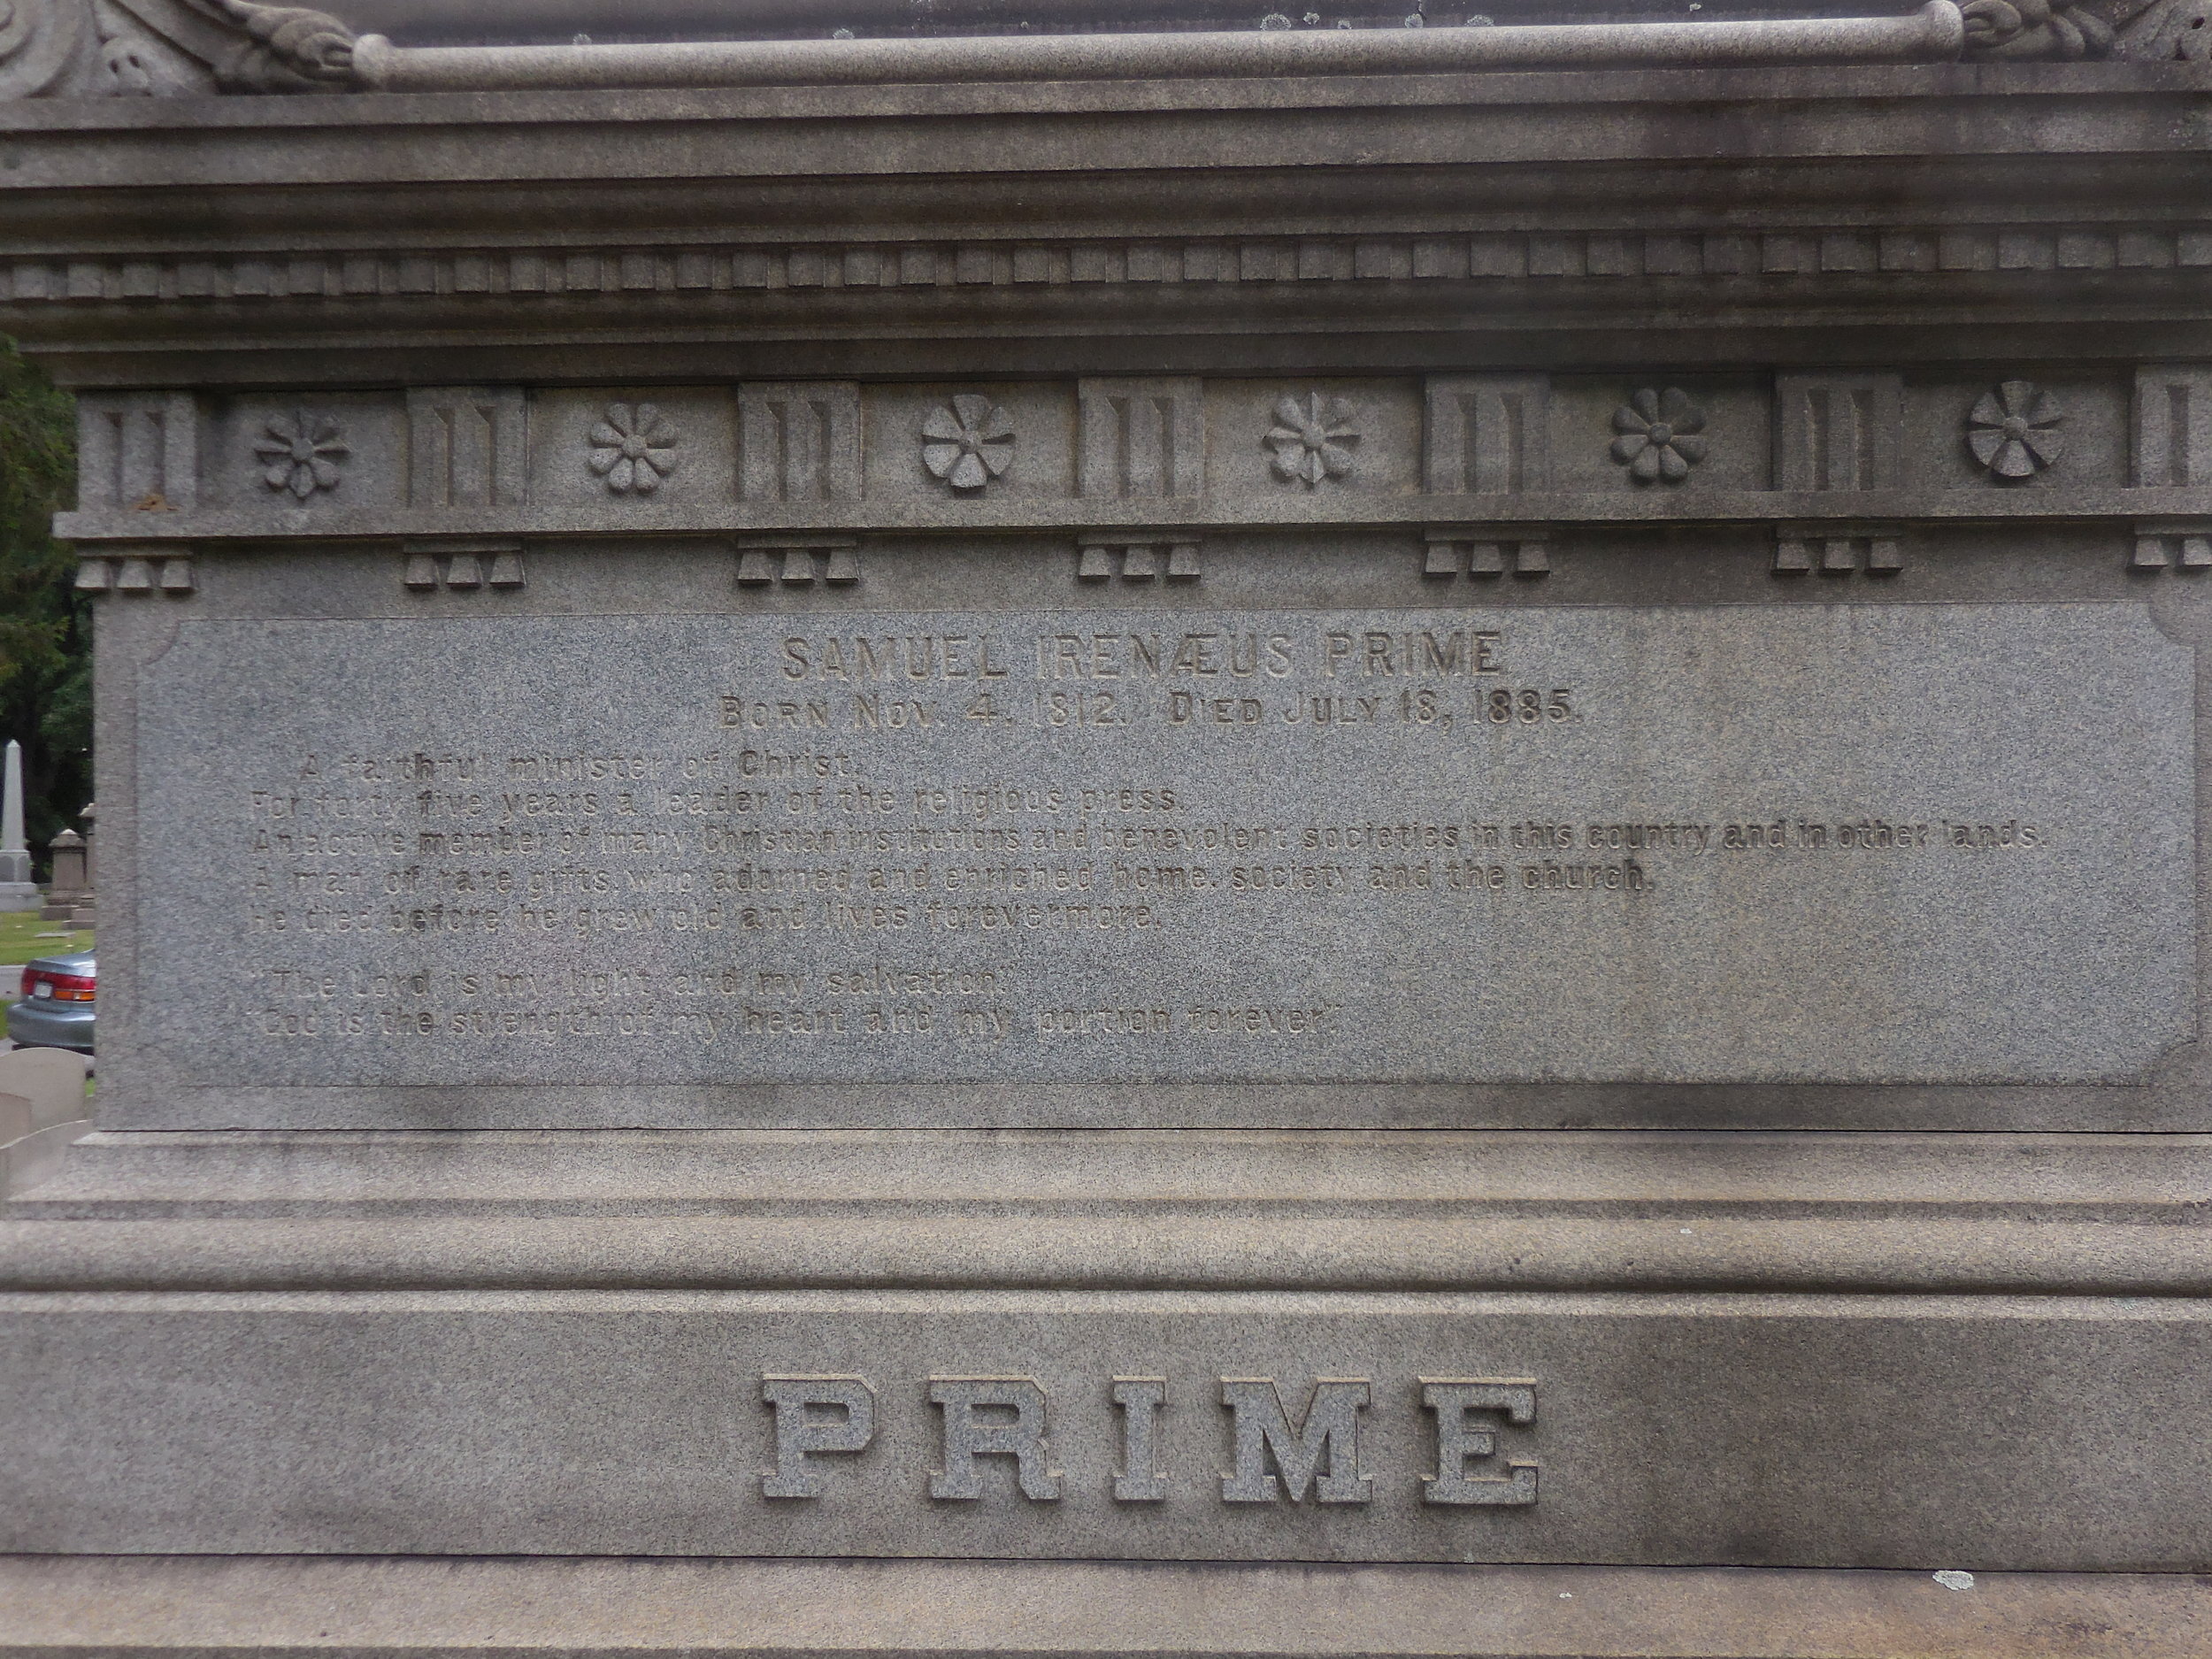 SAMUEL IRENÆUS PRIME
BORN NOV. 4. 1812. DIED JULY 18, 1885.
A faithful minister of Christ.
For forty five years a leader of the religious press.
An active member of many Christian institutions and benevolent societies in this country and in other lands.
A man of rare gifts, who adorned and enriched home, society and the church.
He died before he grew old and lives forevermore.
"The Lord is my light and my salvation"
"God is the strength of my heart and my portion forever"
PRIME